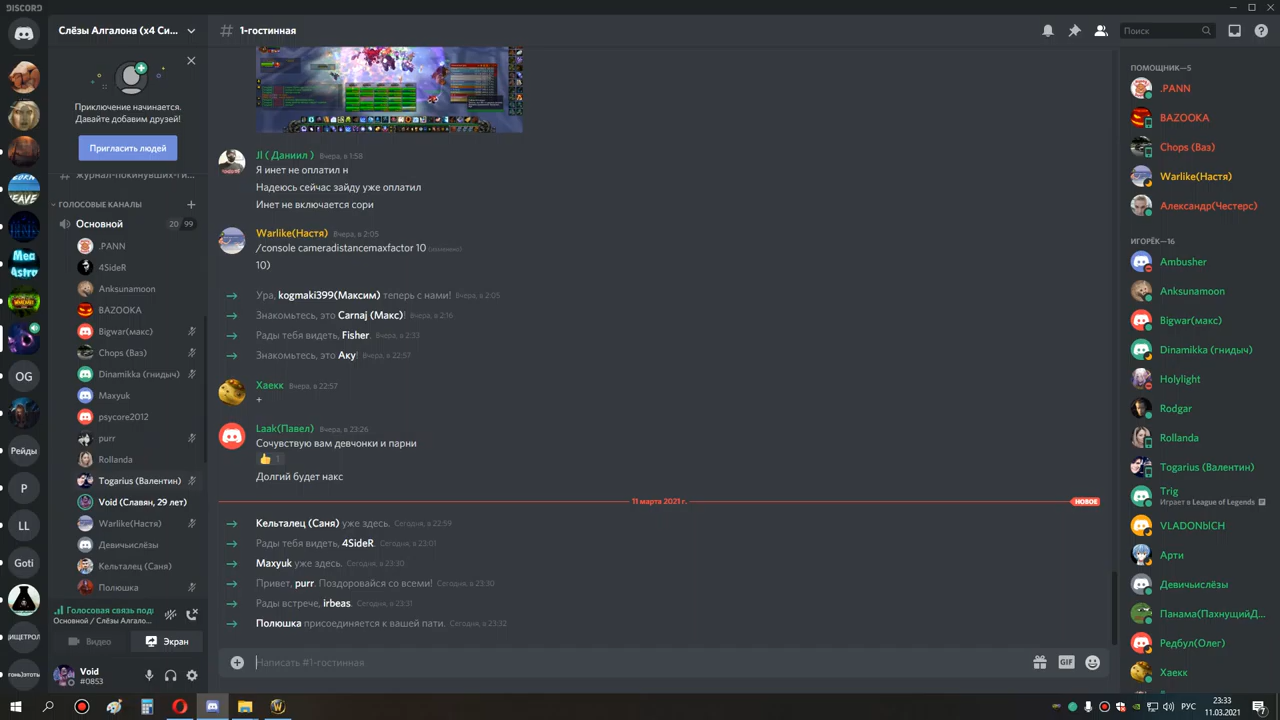 DISCORD
Слёзы Алгалона (x4 Си...
1-гостинная
Поиск
Приключение начинается.
Давайте добавим друзей!
Пригласить людей
журнал-покинувших-ги...
ГОЛОСОВЫЕ КАНАЛЫ
Основной
20 99
.PANN
4SideR
Anksunamoon
BAZOOKA
Bigwar(макс)
Chops (Ваз)
Dinamikka (гнидыч)
Maxyuk
psycore2012
purr
Rollanda
Togarius (Валентин)
Void (Славян, 29 лет)
Warlike(Настя)
Девичьислёзы
Кельталец (Саня)
Полюшка
Голосовая связь подı
Основной / Слёзы Алгало...
Видео
Экран
Void
#0853
OG
Рейды
P
LL
Goti
JI ( Даниил ) Вчера, в 1:58
Я инет не оплатил н
Надеюсь сейчас зайду уже оплатил
Инет не включается сори
Warlike(Настя) Вчера, в 2:05
/console cameradistancemaxfactor 10 (изменено)
10)
Ура, kogmaki399(Максим) теперь с нами! Вчера, в 2:05
Знакомьтесь, это Carnaj (Макс)! Вчера, в 2:16
Рады тебя видеть, Fisher. Вчера, в 2:33
Знакомьтесь, это Аку! Вчера, в 22:57
Хаекк Вчера, в 22:57
+
Laak(Павел) Вчера, в 23:26
Сочувствую вам девчонки и парни
1
Долгий будет накс
11 марта 2021 г.
НОВОЕ
Кельталец (Саня) уже здесь. Сегодня, в 22:59
Рады тебя видеть, 4SideR. Сегодня, в 23:01
Maxyuk уже здесь. Сегодня, в 23:30
Привет, purr. Поздоровайся со всеми! Сегодня, в 23:30
Рады встрече, irbeas. Сегодня, в 23:31
Полюшка присоединяется к вашей пати. Сегодня, в 23:32
Написать #1-гостинная
GIF
ПОМОЩНИК—5
.PANN
BAZOOKA
Chops (Ваз)
Warlike(Настя)
Александр(Честерс)
ИГОРЁК—16
Ambusher
Anksunamoon
Bigwar(макс)
Dinamikka (гнидыч)
Holylight
Rodgar
Rollanda
Togarius (Валентин)
Trig
Играет в League of Legends
VLADONbICH
Арти
Девичьислёзы
Панама(ПахнущийД...
Редбул(Олег)
Хаекк
РУС
23:33
11.03.2021